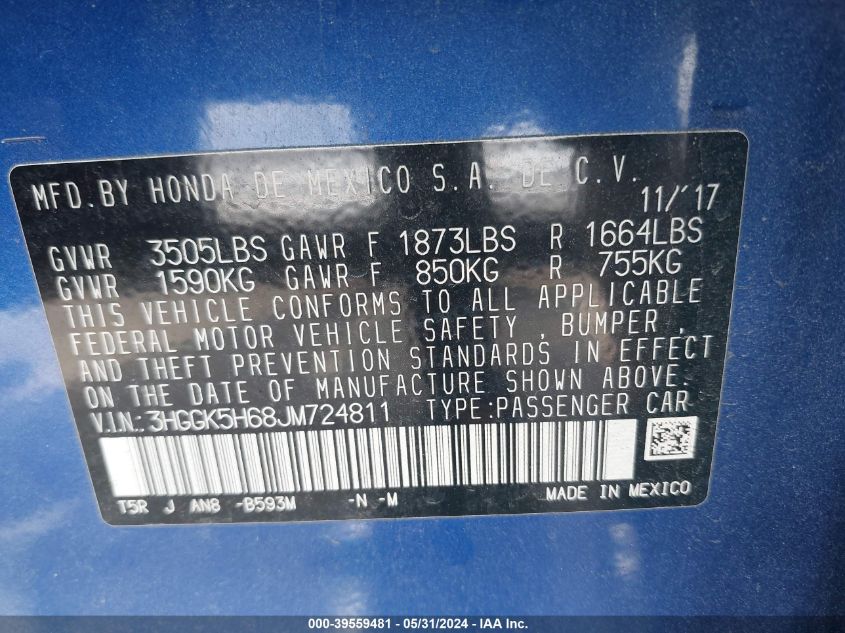 MFD.BY HONDA DE MEXICO S.A. DE C.V.
11/'17
GVWR 3505LBS GAWR F 1873LBS R 1664LBS
GVWR 1590KG GAWR F 850KG R 755KG
THIS VEHICLE CONFORMS TO ALL APPLICABLE
FEDERAL MOTOR VEHICLE SAFETY , BUMPER ,
AND THEFT PREVENTION STANDARDS IN EFFECT
ON THE DATE OF MANUFACTURE SHOWN ABOVE.
V.I.N.: 3HGGK5H68JM724811 TYPE:PASSENGER CAR
T5R J AN8 -B593M -N -M MADE IN MEXICO
000-39559481 - 05/31/2024 - IAA Inc.